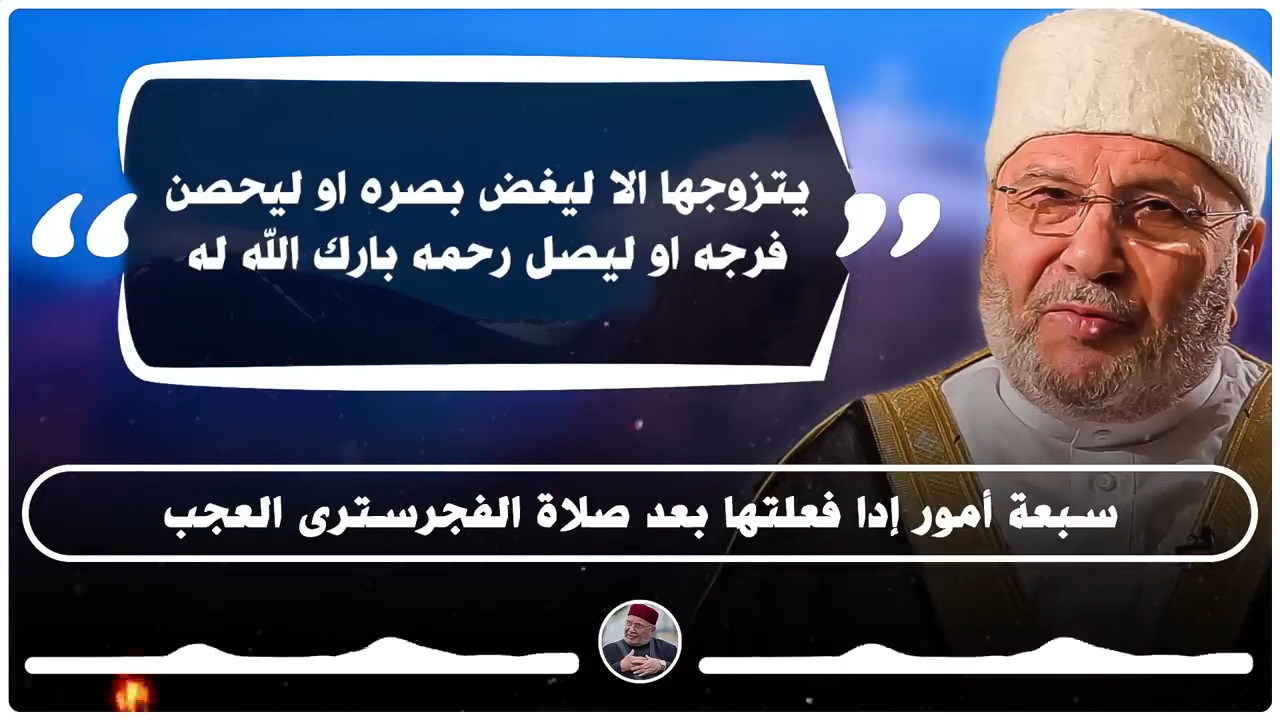 يتزوجها الا ليغض بصره او ليحصن
فرجه او ليصل رحمه بارك الله له
سبعة أمور إدا فعلتها بعد صلاة الفجرسترى العجب